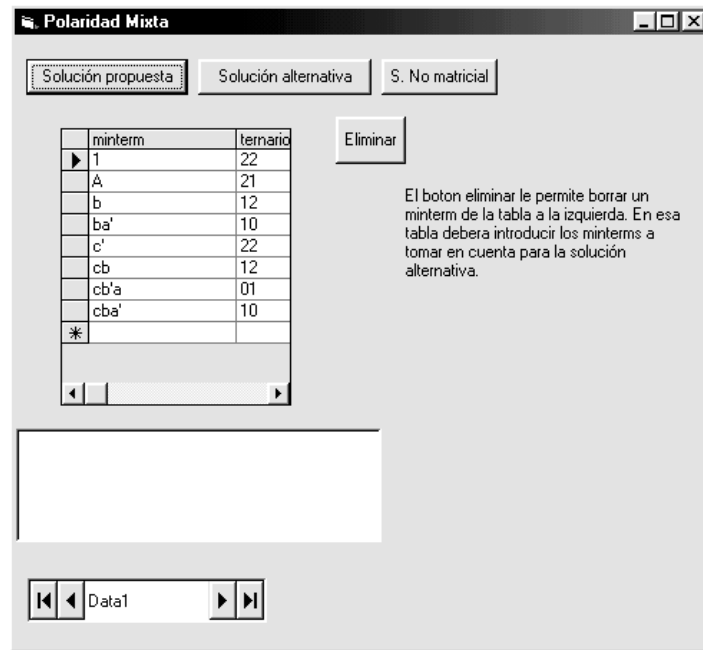 Polaridad Mixta
Solución propuesta Solución alternativa S. No matricial
Eliminar
minterm ternario
1 22
A 21
b 12
ba' 10
c' 22
cb 12
cb'a 01
cba' 10
El boton eliminar le permite borrar un
minterm de la tabla a la izquierda. En esa
tabla debera introducir los minterms a
tomar en cuenta para la solución
alternativa.
Data1